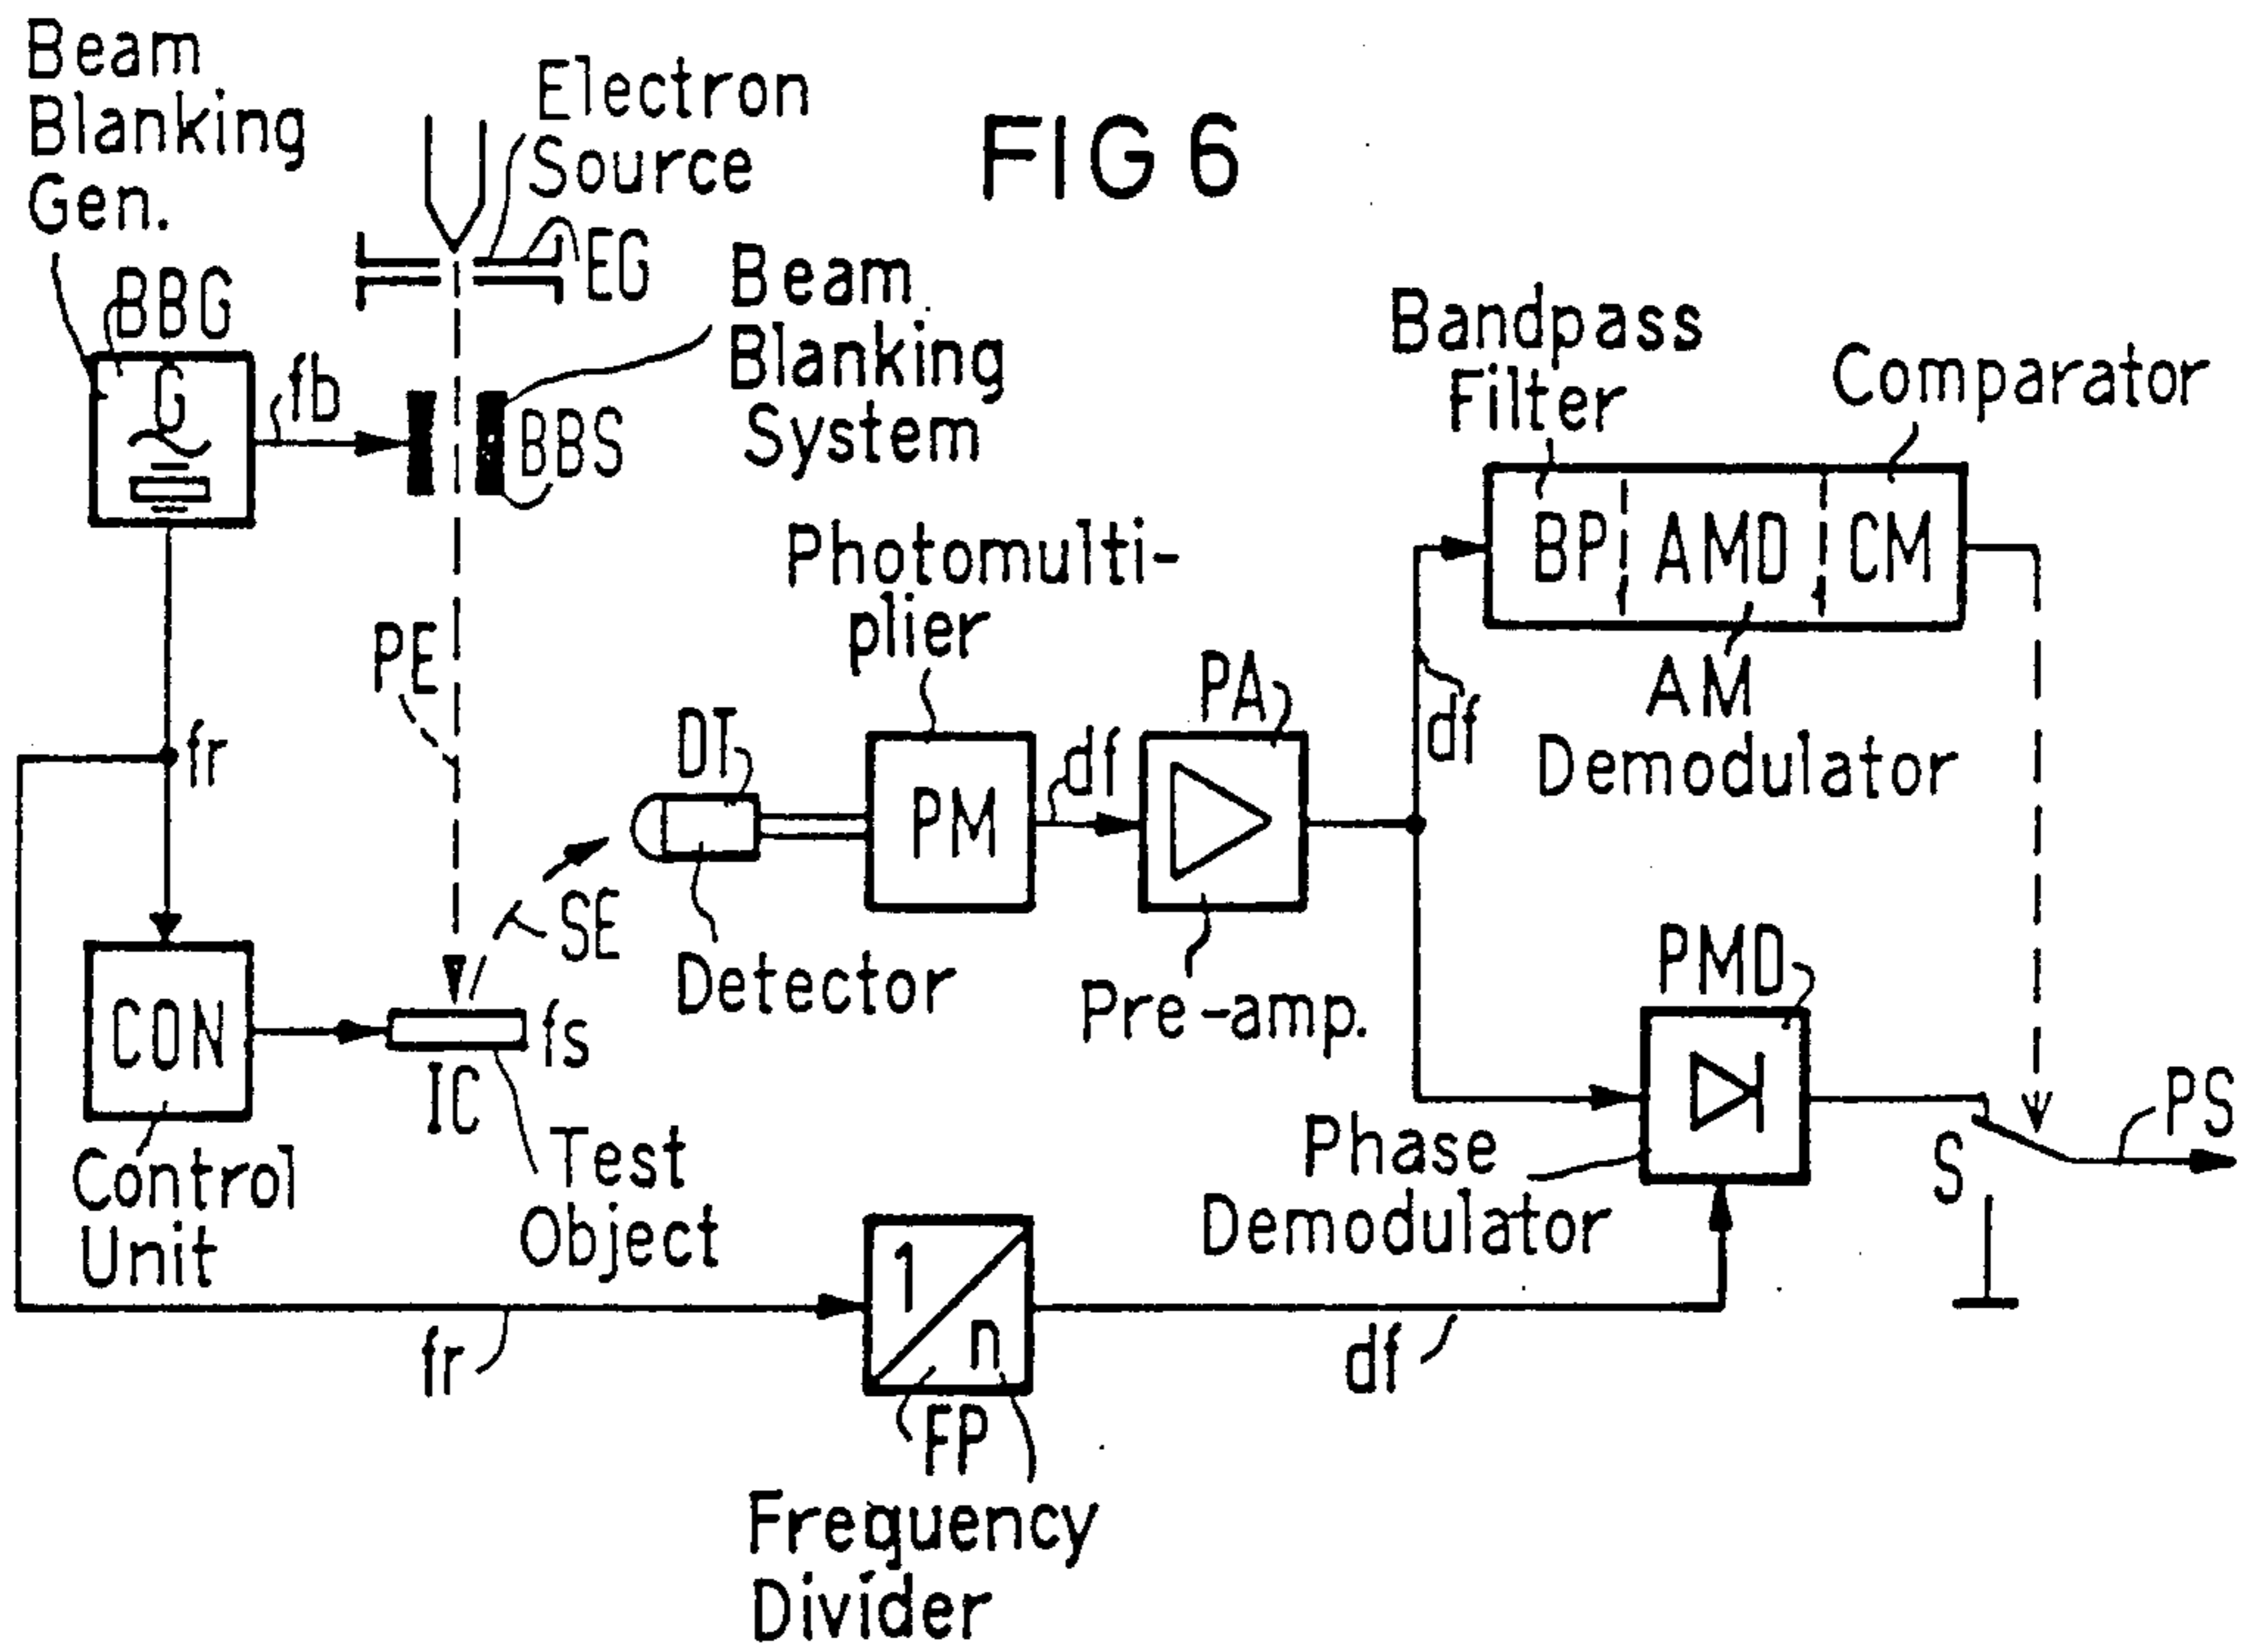 Beam
Blanking
Gen.
Electron
Source
FIG 6
EG
BBG
G
fb
Beam
Blanking
System
BBS
Bandpass
Filter
Comparator
BP AMD CM
AM
Demodulator
Photomulti-
plier
PE
PA
df
DT
PM
df
fr
SE
Detector
Pre-amp.
PMD
CON
fs
IC
Control
Unit
Test
Object
Phase
Demodulator
S
PS
1
n
fr
df
FP
Frequency
Divider